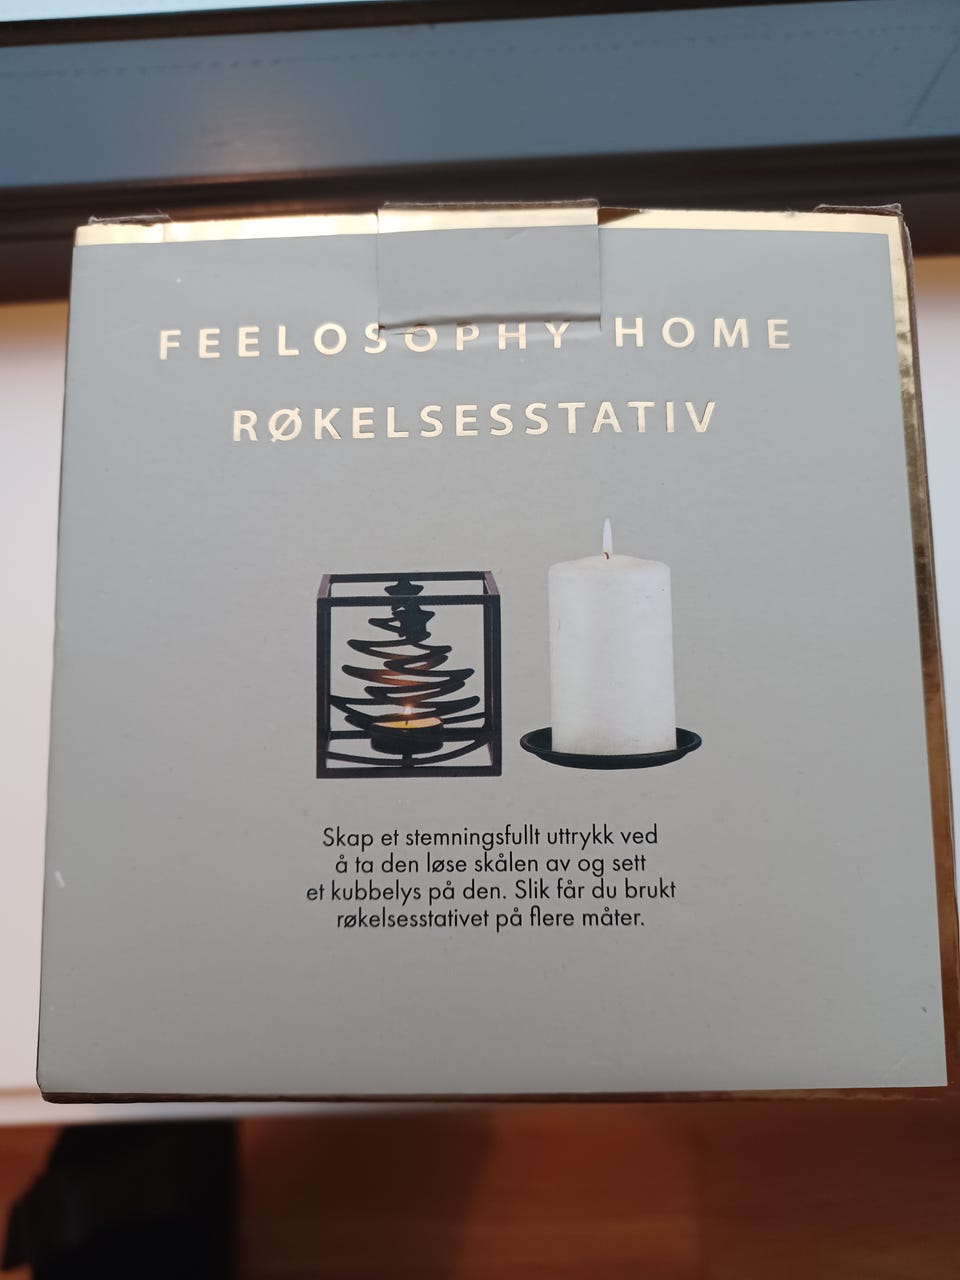 FEELOSOPHY HOME
RØKELSESSTATIV
Skap et stemningsfullt uttrykk ved
å ta den løse skålen av og sett
et kubbelys på den. Slik får du brukt
røkelsesstativet på flere måter.